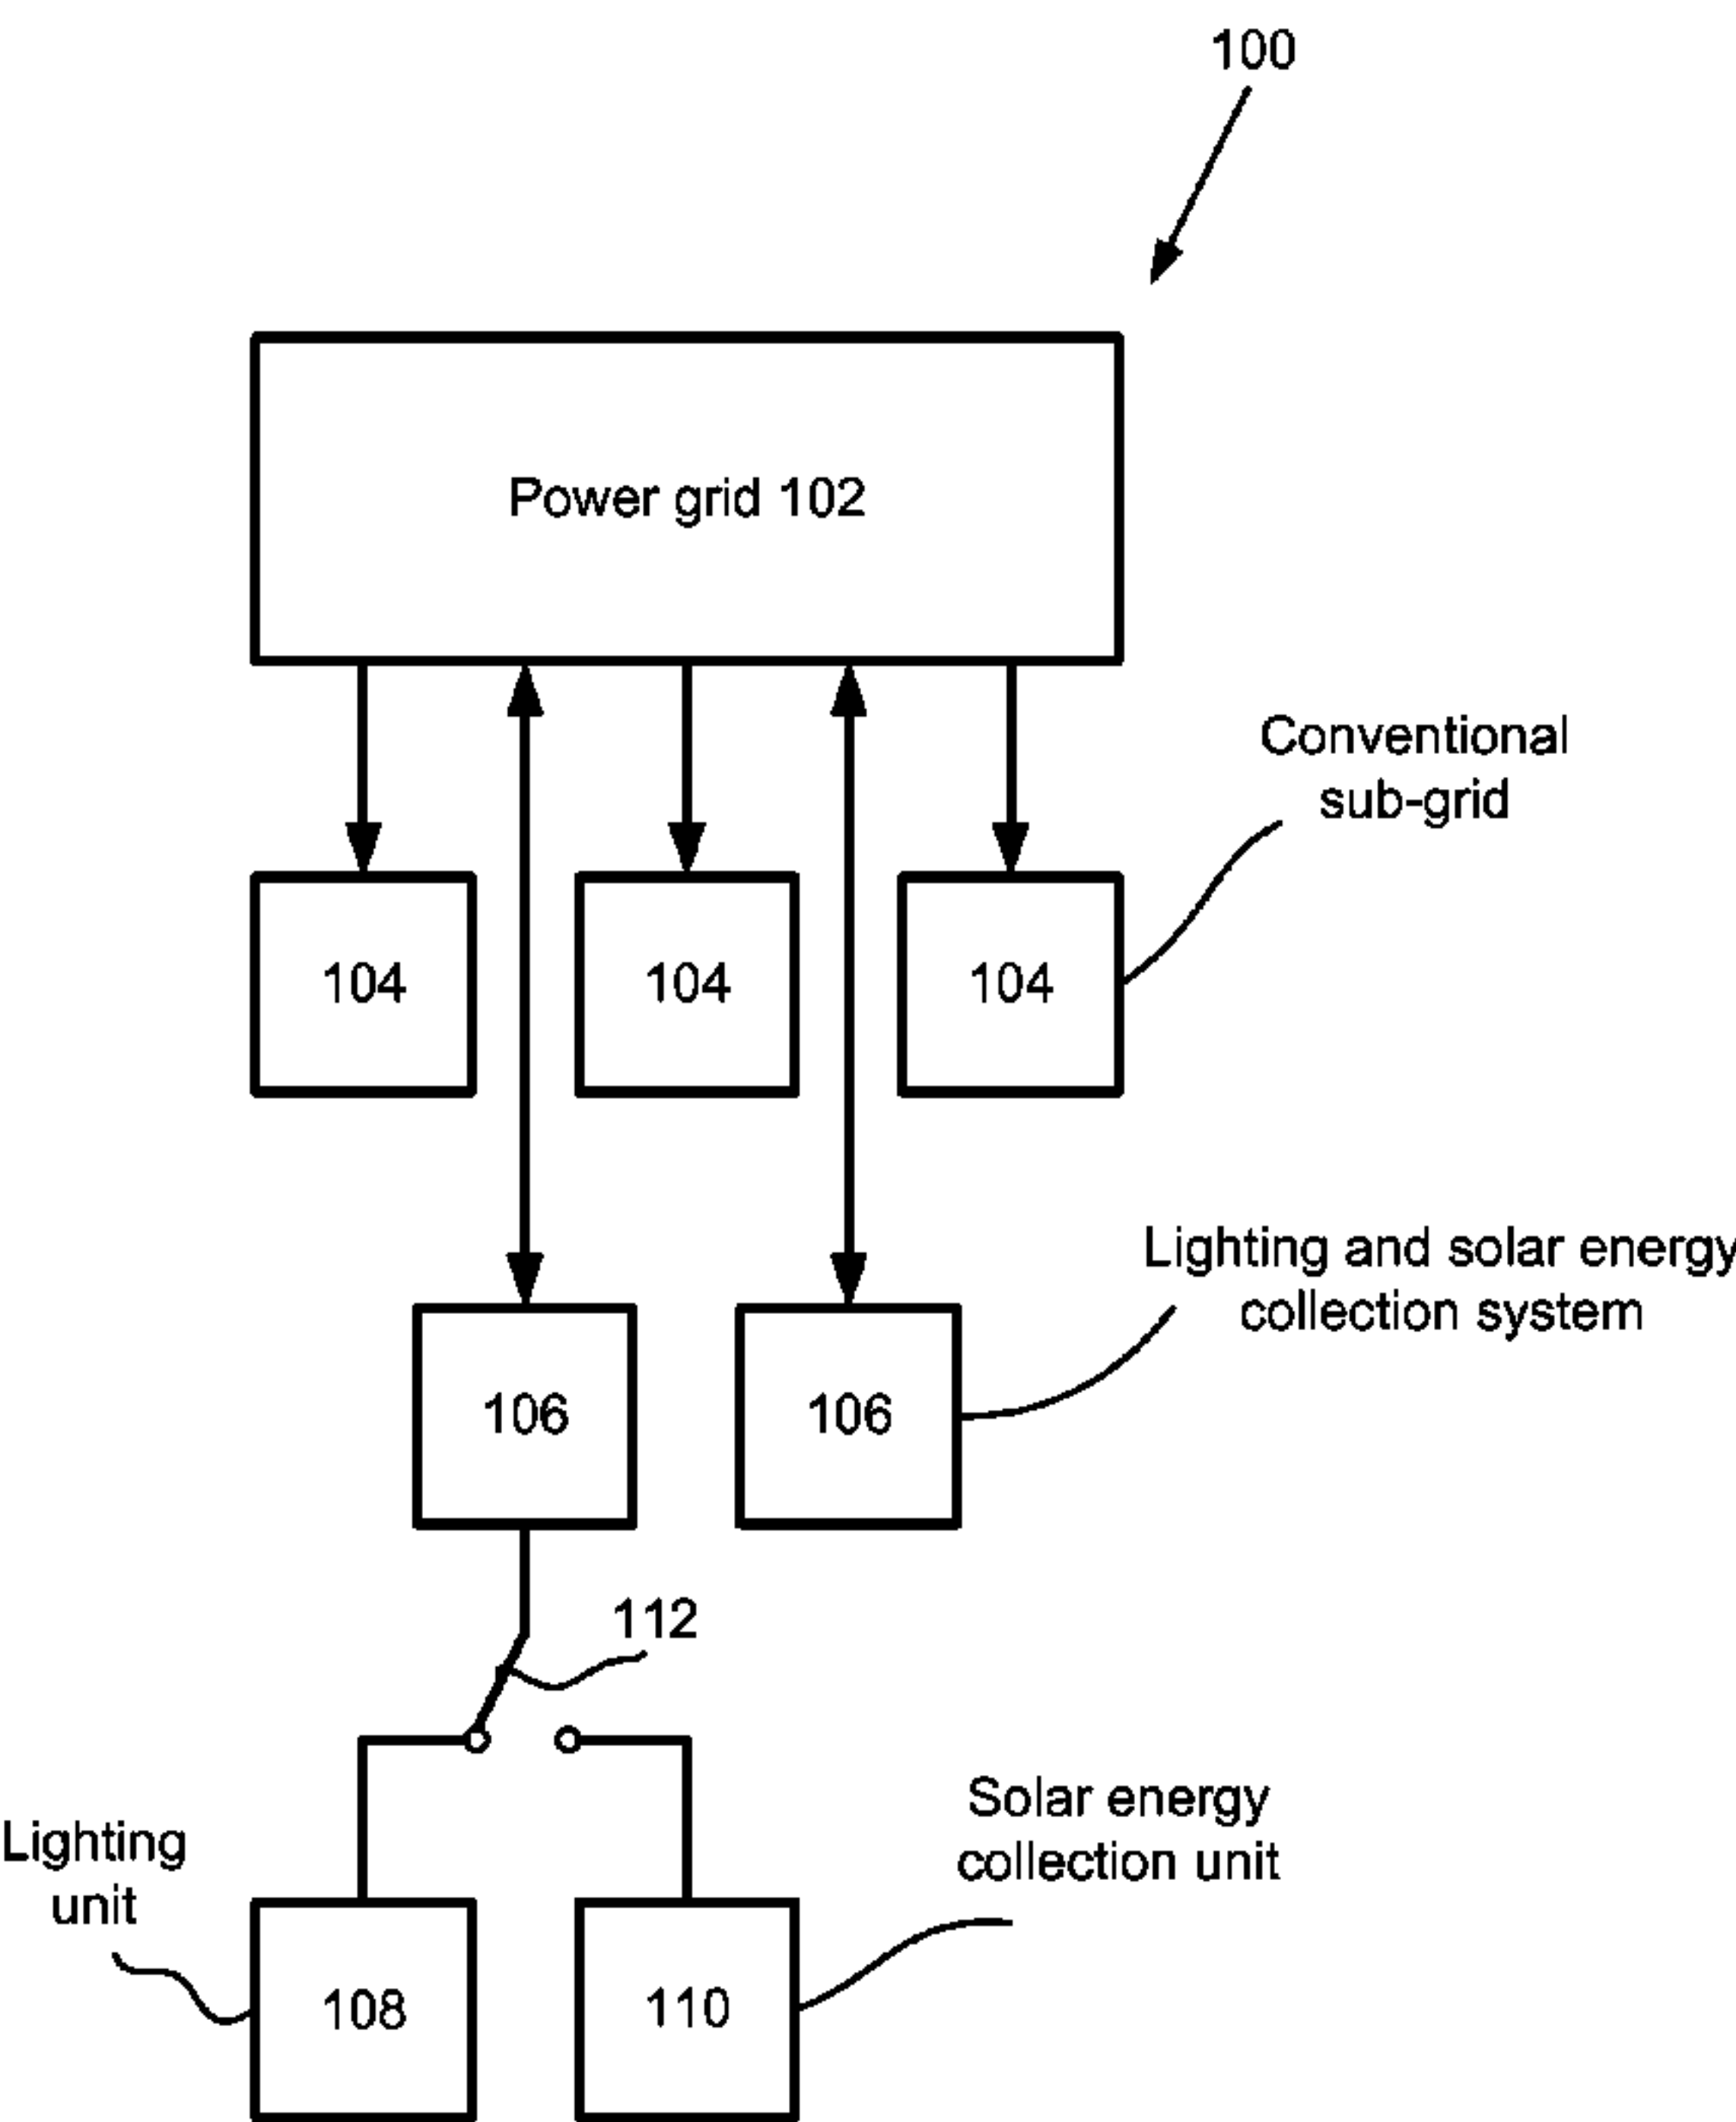 100
Power grid 102
Conventional
sub-grid
104
104
104
Lighting and solar energy
collection system
106
106
112
Solar energy
collection unit
Lighting
unit
108
110